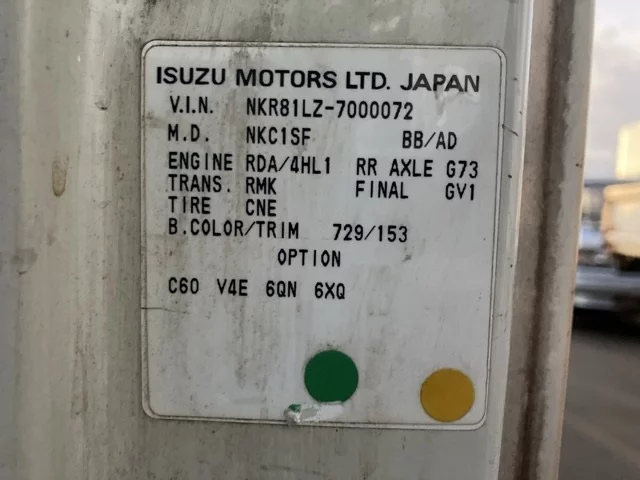 ISUZU MOTORS LTD. JAPAN
V.I.N. NKR81LZ-7000072
M.D. NKC1SF BB/AD
ENGINE RDA/4HL1 RR AXLE G73
TRANS. RMK FINAL GV1
TIRE CNE
B.COLOR/TRIM 729/153
OPTION
C60 V4E 6QN 6XQ